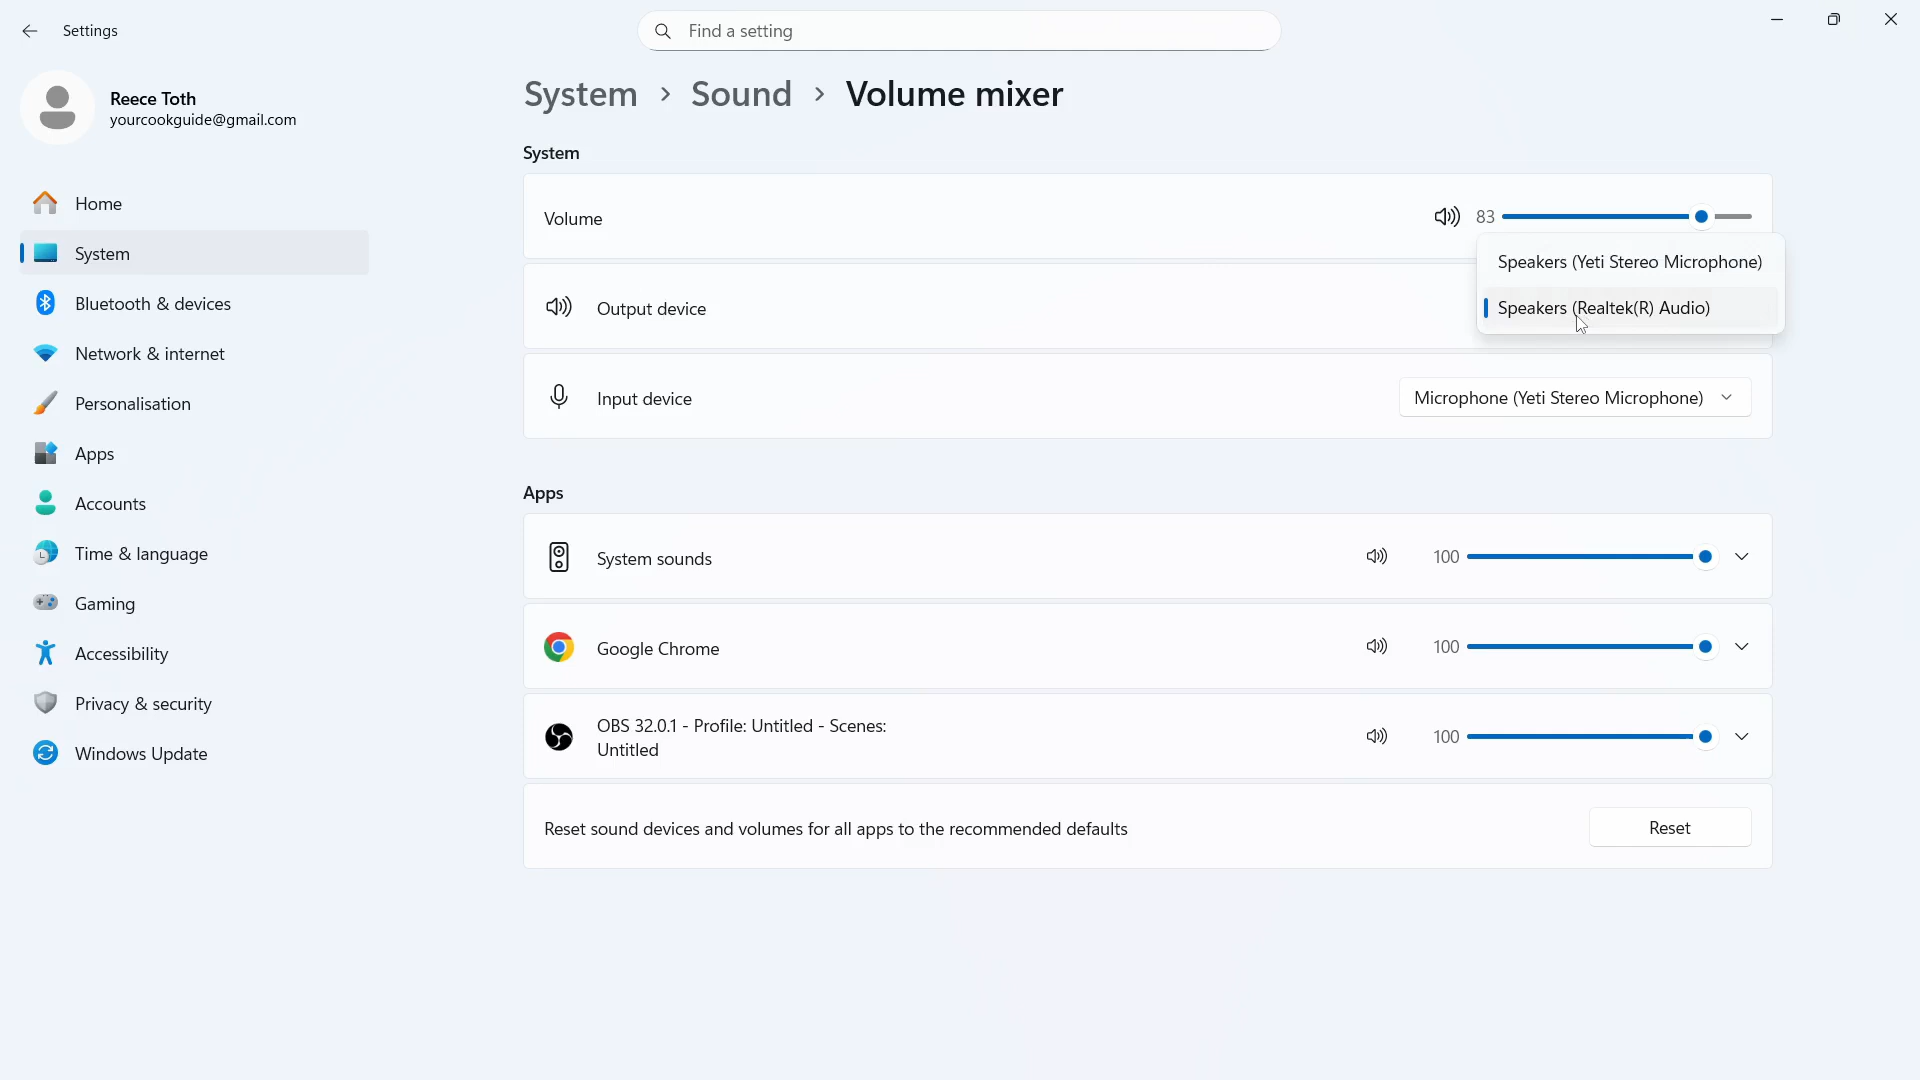 Settings
Find a setting
Reece Toth
yourcookguide@gmail.com
Home
System
Bluetooth & devices
Network & internet
Personalisation
Apps
Accounts
Time & language
Gaming
Accessibility
Privacy & security
Windows Update
System > Sound > Volume mixer
System
Volume
83
Output device
Speakers (Yeti Stereo Microphone)
Speakers (Realtek(R) Audio)
Input device
Microphone (Yeti Stereo Microphone)
Apps
System sounds
100
Google Chrome
100
OBS 32.0.1 - Profile: Untitled - Scenes:
Untitled
100
Reset sound devices and volumes for all apps to the recommended defaults
Reset